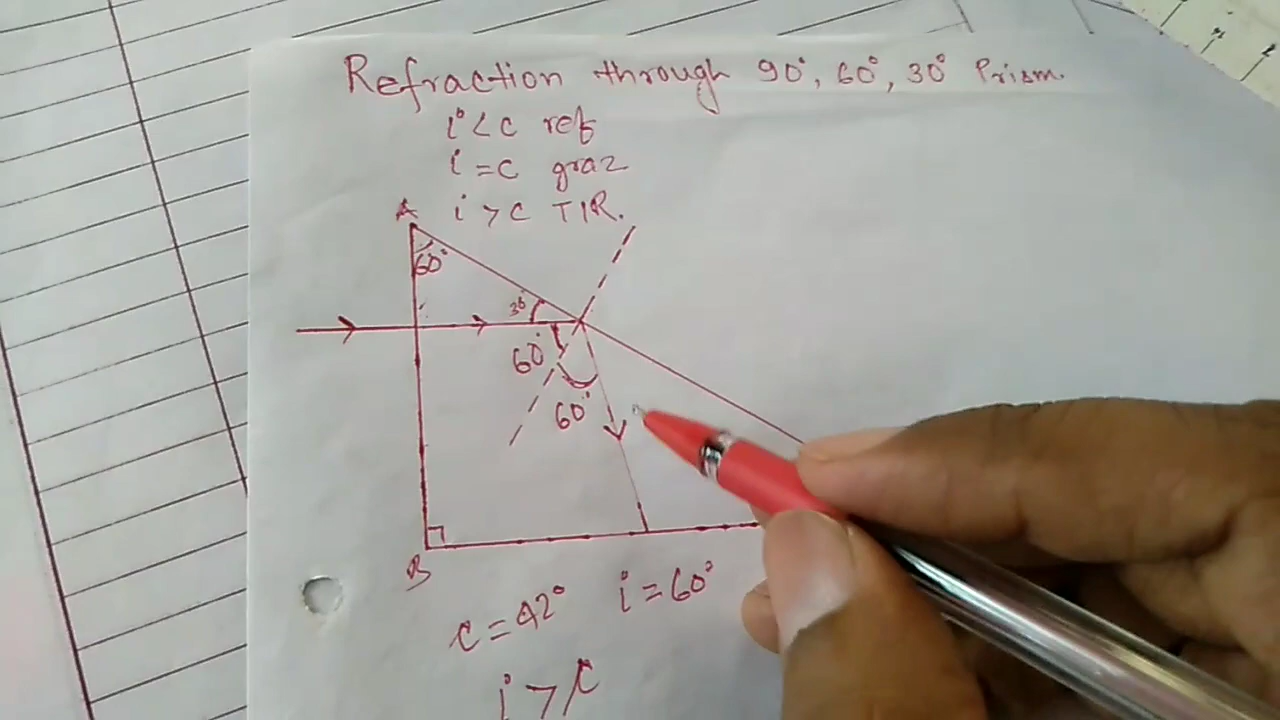 Refraction through 90°, 60°, 30° Prism.
i < c ref
i = c graz
i > c TIR.
A
60°
30°
60°
60°
B
c = 42° i = 60°
i > c